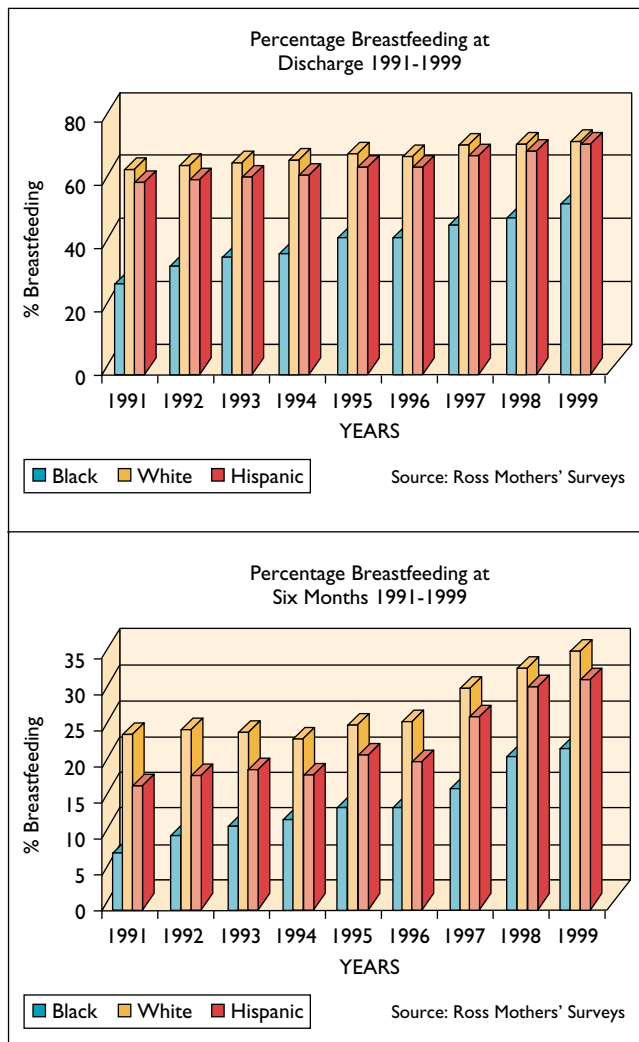 Percentage Breastfeeding at
Discharge 1991-1999
% Breastfeeding
80
60
40
20
0
1991 1992 1993 1994 1995 1996 1997 1998 1999
YEARS
Black White Hispanic Source: Ross Mothers' Surveys
Percentage Breastfeeding at
Six Months 1991-1999
% Breastfeeding
35
30
25
20
15
10
5
0
1991 1992 1993 1994 1995 1996 1997 1998 1999
YEARS
Black White Hispanic Source: Ross Mothers' Surveys